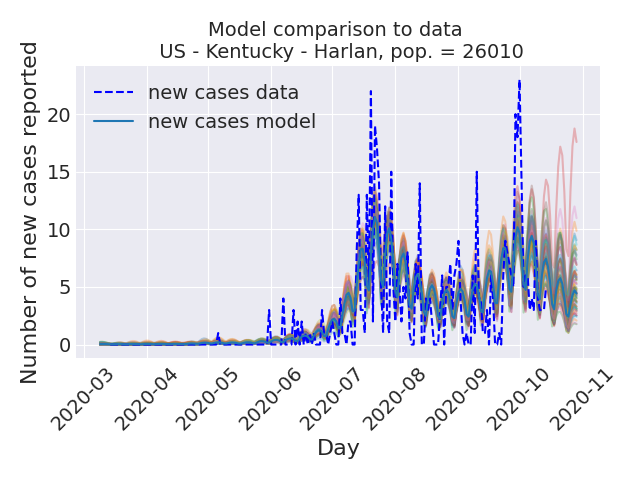 Model comparison to data
US - Kentucky - Harlan, pop. = 26010
Number of new cases reported
new cases data
new cases model
20
15
10
5
0
2020-03
2020-04
2020-05
2020-06
2020-07
2020-08
2020-09
2020-10
2020-11
Day